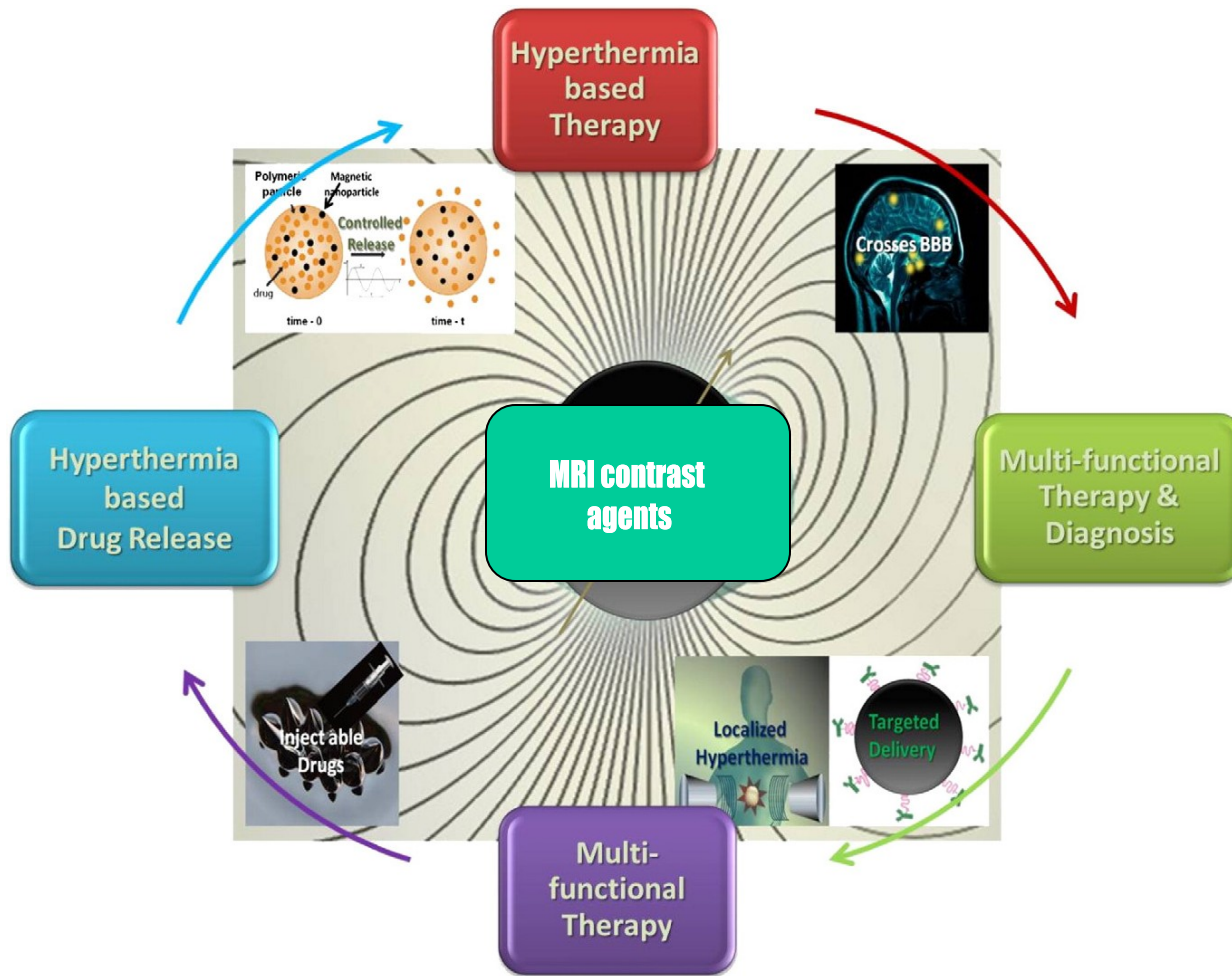 Hyperthermia
based
Therapy
Polymeric
particle
Magnetic
nanoparticle
Controlled
Release
drug
time - 0
time - t
Crosses BBB
Hyperthermia
based
Drug Release
MRI contrast
agents
Multi-functional
Therapy &
Diagnosis
Inject able
Drugs
Localized
Hyperthermia
Targeted
Delivery
Multi-
functional
Therapy